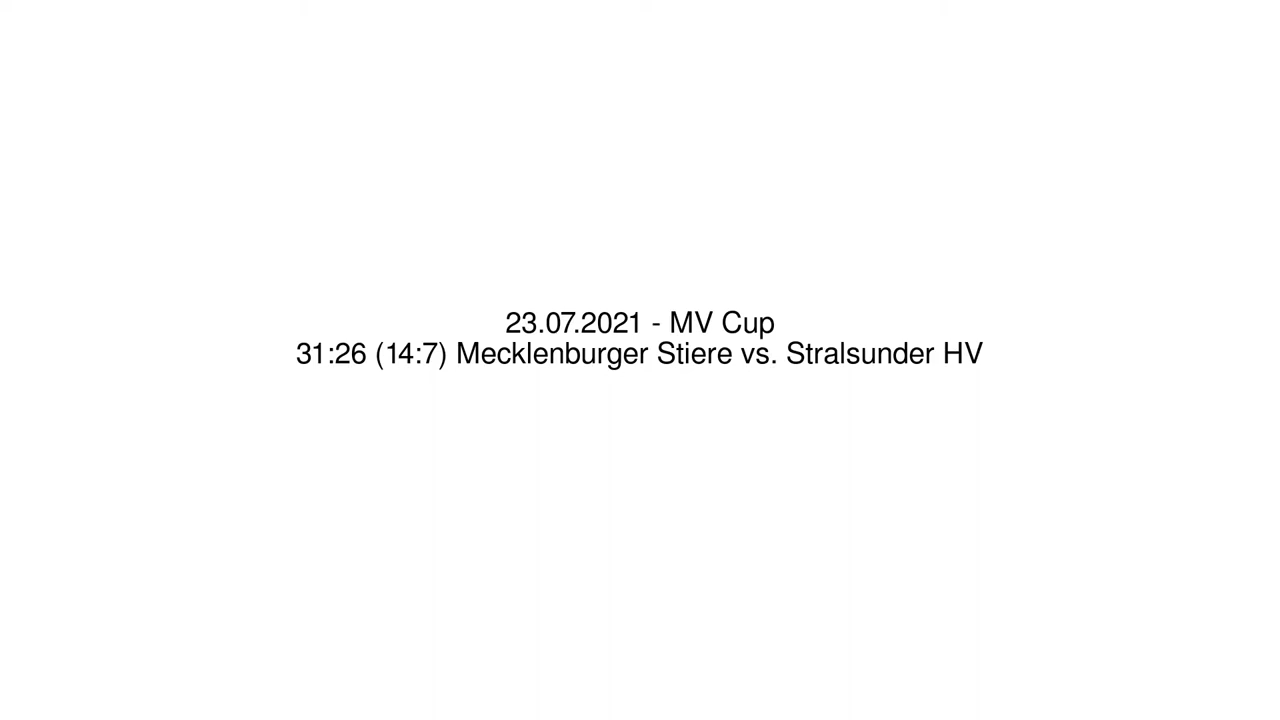 23.07.2021 - MV Cup
31:26 (14:7) Mecklenburger Stiere vs. Stralsunder HV